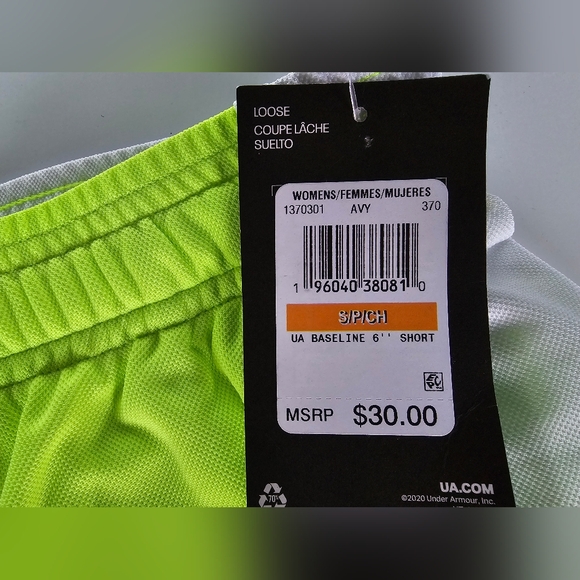 LOOSE
COUPE LÂCHE
SUELTO
WOMENS/FEMMES/MUJERES
1370301 AVY 370
1 96040 38081 0
S/P/CH
UA BASELINE 6'' SHORT
MSRP $30.00
70%
UA.COM
©2020 Under Armour, Inc.